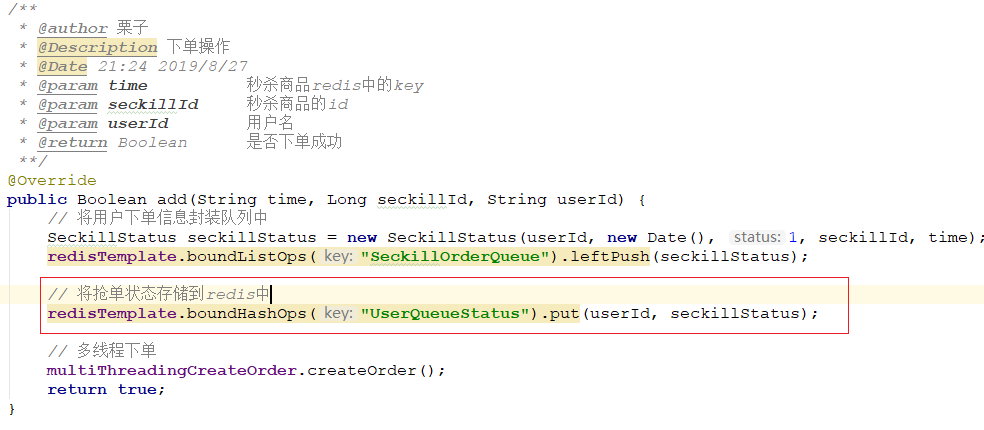 /**
 * @author 栗子
 * @Description 下单操作
 * @Date 21:24 2019/8/27
 * @param time 秒杀商品redis中的key
 * @param seckillId 秒杀商品的id
 * @param userId 用户名
 * @return Boolean 是否下单成功
 **/
@Override
public Boolean add(String time, Long seckillId, String userId) {
    // 将用户下单信息封装队列中
    SeckillStatus seckillStatus = new SeckillStatus(userId, new Date(), status: 1, seckillId, time);
    redisTemplate.boundListOps( key: "SeckillOrderQueue").leftPush(seckillStatus);
    // 将抢单状态存储到redis中
    redisTemplate.boundHashOps( key: "UserQueueStatus").put(userId, seckillStatus);
    // 多线程下单
    multiThreadingCreateOrder.createOrder();
    return true;
}